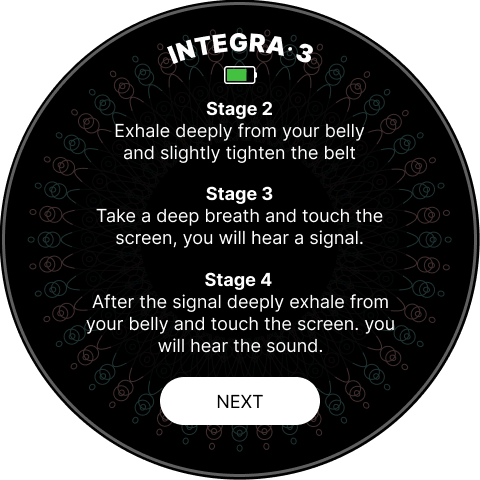 INTEGRA·3
Stage 2
Exhale deeply from your belly
and slightly tighten the belt
Stage 3
Take a deep breath and touch the
screen, you will hear a signal.
Stage 4
After the signal deeply exhale from
your belly and touch the screen. you
will hear the sound.
NEXT